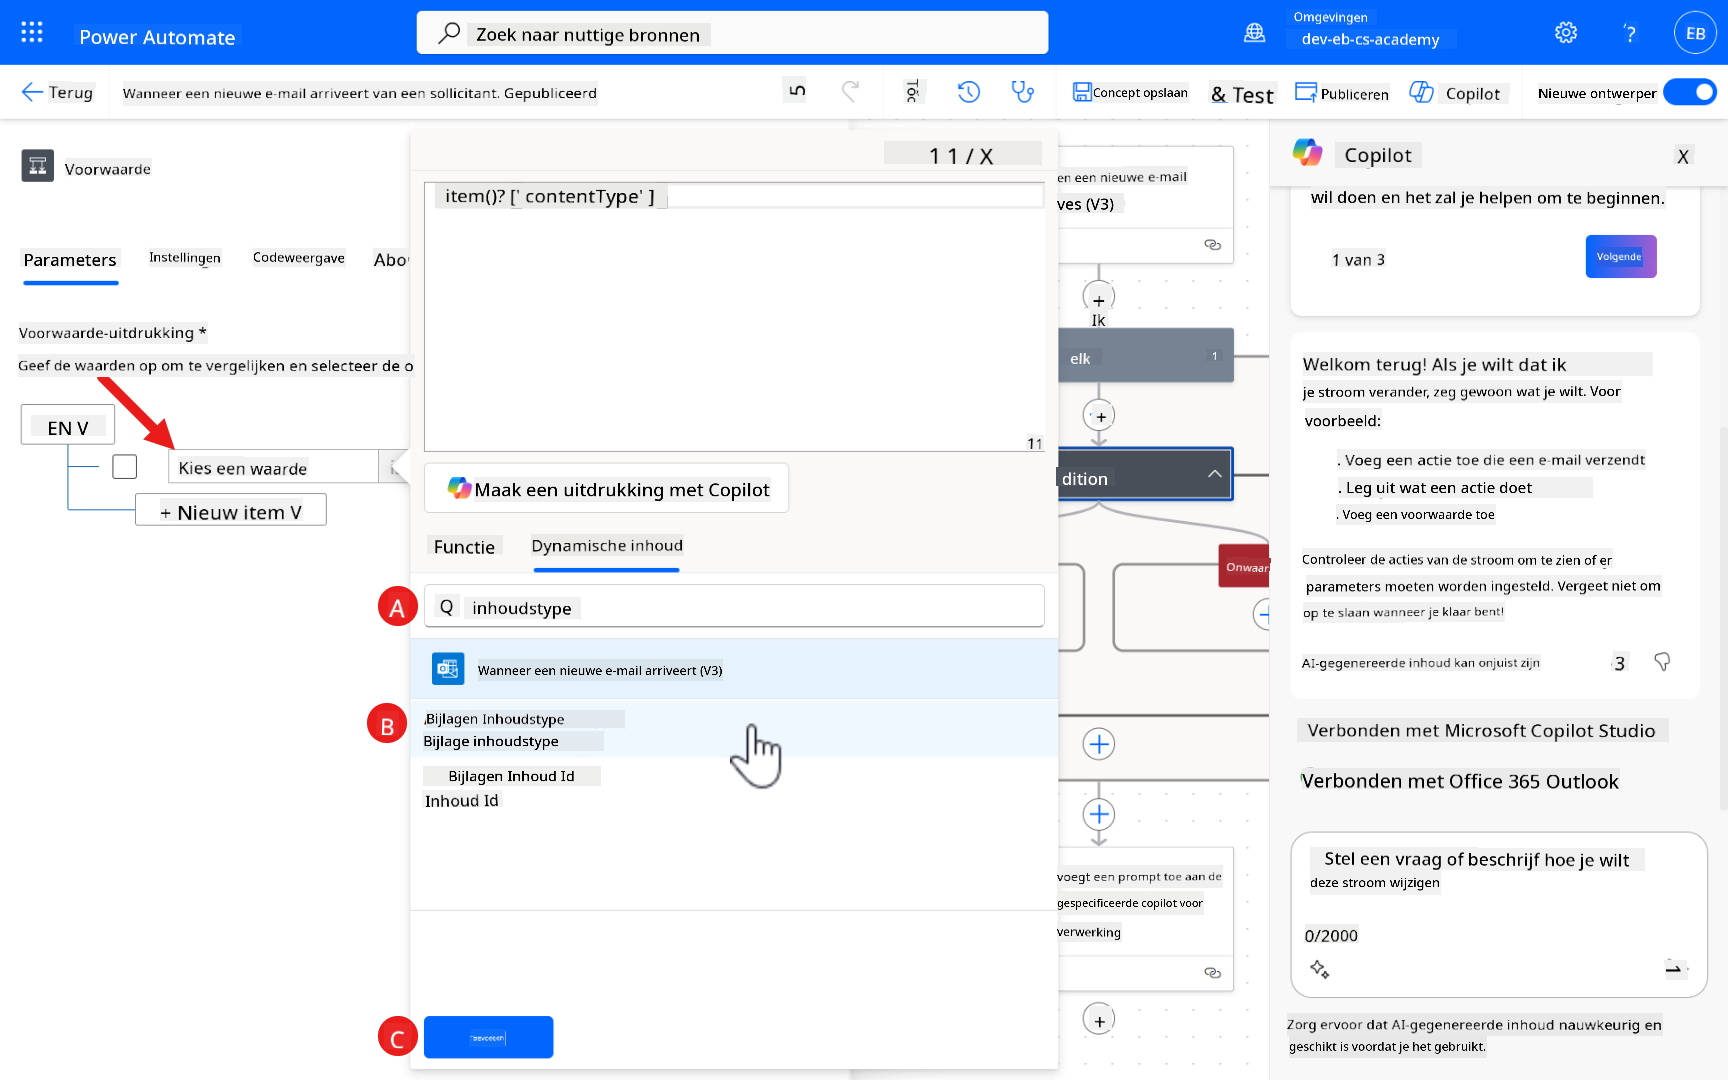 Power Automate
Zoek naar nuttige bronnen
Omgevingen
dev-eb-cs-academy
?
EB
Terug
Wanneer een nieuwe e-mail arriveert van een sollicitant. Gepubliceerd
Concept opslaan
& Test
Publiceren
Copilot
Nieuwe ontwerper
Voorwaarde
Parameters
Instellingen
Codeweergave
Abo
Voorwaarde-uitdrukking *
Geef de waarden op om te vergelijken en selecteer de o
EN V
Kies een waarde
+ Nieuw item V
1 1 / X
item()? [' contentType' ]
11
Maak een uitdrukking met Copilot
Functie
Dynamische inhoud
A
Q inhoudstype
Wanneer een nieuwe e-mail arriveert (V3)
B
Bijlagen Inhoudstype
Bijlage inhoudstype
Bijlagen Inhoud Id
Inhoud Id
C
Toevoegen
en een nieuwe e-mail
ves (V3)
+
Ik
elk
1
+
dition
Onwaar
voegt een prompt toe aan de
gespecificeerde copilot voor
verwerking
+
Copilot
X
wil doen en het zal je helpen om te beginnen.
1 van 3
Volgende
Welkom terug! Als je wilt dat ik
je stroom verander, zeg gewoon wat je wilt. Voor
voorbeeld:
. Voeg een actie toe die een e-mail verzendt
. Leg uit wat een actie doet
. Voeg een voorwaarde toe
Controleer de acties van de stroom om te zien of er
parameters moeten worden ingesteld. Vergeet niet om
op te slaan wanneer je klaar bent!
AI-gegenereerde inhoud kan onjuist zijn
3
Verbonden met Microsoft Copilot Studio
Verbonden met Office 365 Outlook
Stel een vraag of beschrijf hoe je wilt
deze stroom wijzigen
0/2000
Zorg ervoor dat AI-gegenereerde inhoud nauwkeurig en
geschikt is voordat je het gebruikt.